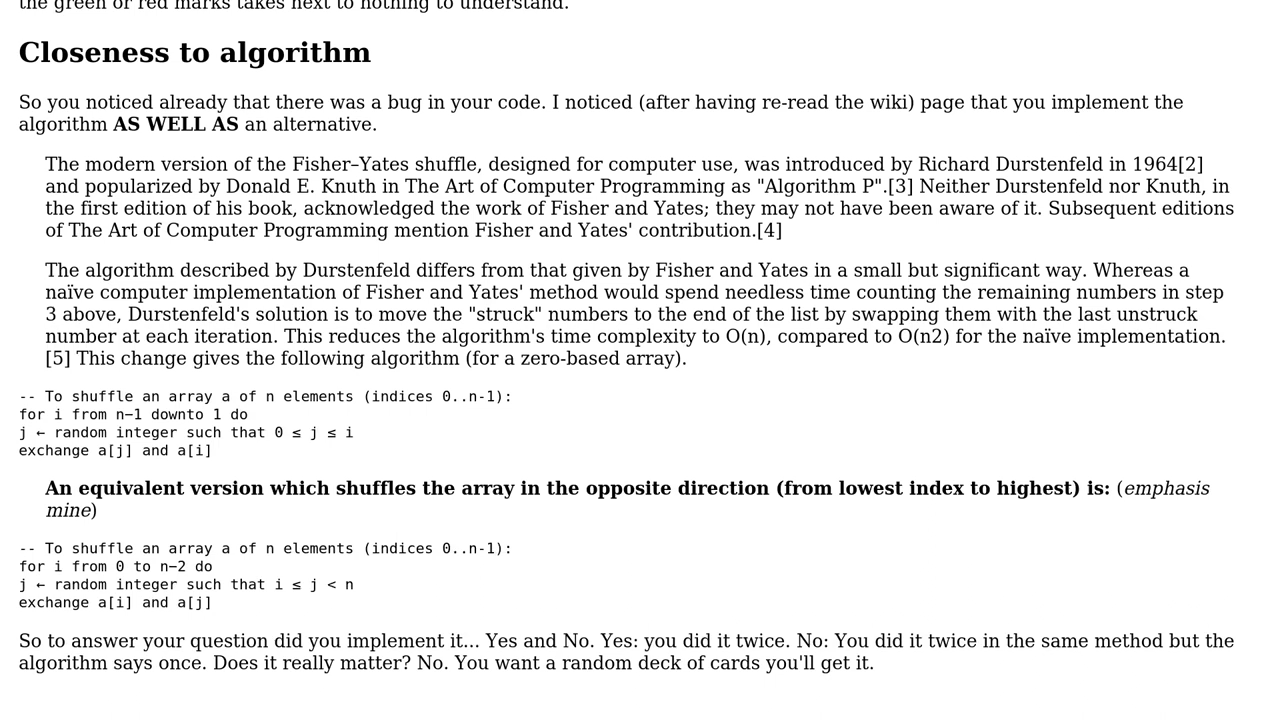 the green or red marks takes next to nothing to understand.
Closeness to algorithm
So you noticed already that there was a bug in your code. I noticed (after having re-read the wiki) page that you implement the
algorithm AS WELL AS an alternative.
The modern version of the Fisher–Yates shuffle, designed for computer use, was introduced by Richard Durstenfeld in 1964[2]
and popularized by Donald E. Knuth in The Art of Computer Programming as "Algorithm P".[3] Neither Durstenfeld nor Knuth, in
the first edition of his book, acknowledged the work of Fisher and Yates; they may not have been aware of it. Subsequent editions
of The Art of Computer Programming mention Fisher and Yates' contribution.[4]
The algorithm described by Durstenfeld differs from that given by Fisher and Yates in a small but significant way. Whereas a
naïve computer implementation of Fisher and Yates' method would spend needless time counting the remaining numbers in step
3 above, Durstenfeld's solution is to move the "struck" numbers to the end of the list by swapping them with the last unstruck
number at each iteration. This reduces the algorithm's time complexity to O(n), compared to O(n2) for the naïve implementation.
[5] This change gives the following algorithm (for a zero-based array).
-- To shuffle an array a of n elements (indices 0..n-1):
for i from n−1 downto 1 do
j ← random integer such that 0 ≤ j ≤ i
exchange a[j] and a[i]
An equivalent version which shuffles the array in the opposite direction (from lowest index to highest) is: (emphasis
mine)
-- To shuffle an array a of n elements (indices 0..n-1):
for i from 0 to n−2 do
j ← random integer such that i ≤ j < n
exchange a[i] and a[j]
So to answer your question did you implement it... Yes and No. Yes: you did it twice. No: You did it twice in the same method but the
algorithm says once. Does it really matter? No. You want a random deck of cards you'll get it.